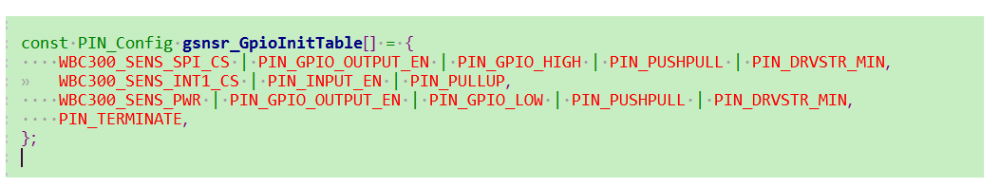 const PIN_Config gsnsr_GpioInitTable[] = {
    WBC300_SENS_SPI_CS | PIN_GPIO_OUTPUT_EN | PIN_GPIO_HIGH | PIN_PUSHPULL | PIN_DRVSTR_MIN,
    WBC300_SENS_INT1_CS | PIN_INPUT_EN | PIN_PULLUP,
    WBC300_SENS_PWR | PIN_GPIO_OUTPUT_EN | PIN_GPIO_LOW | PIN_PUSHPULL | PIN_DRVSTR_MIN,
    PIN_TERMINATE,
};